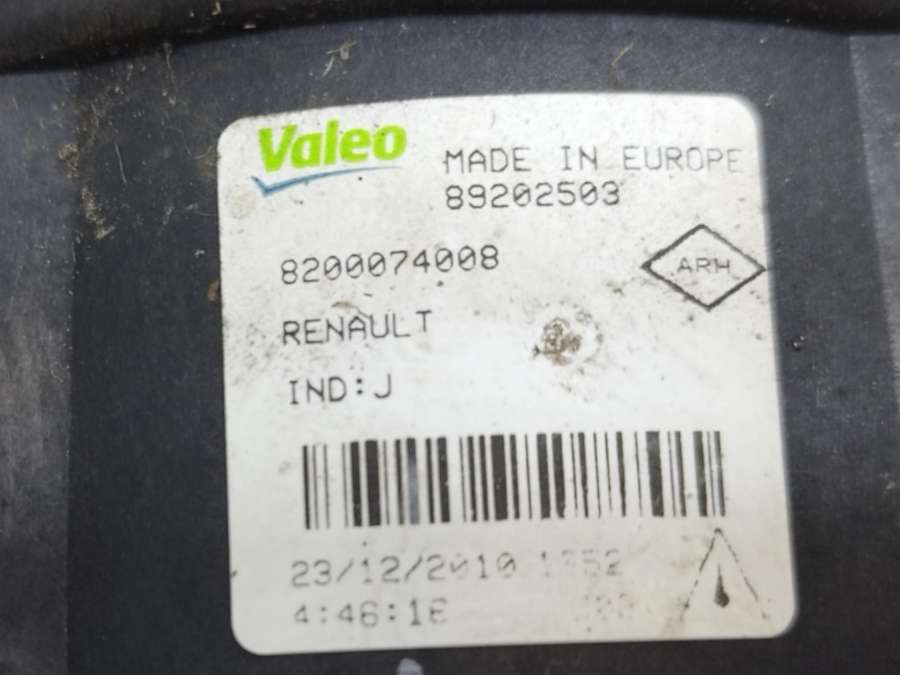 Valeo
MADE IN EUROPE
89202503
8200074008
ARH
RENAULT
IND:J
23/12/2010
4:46:16